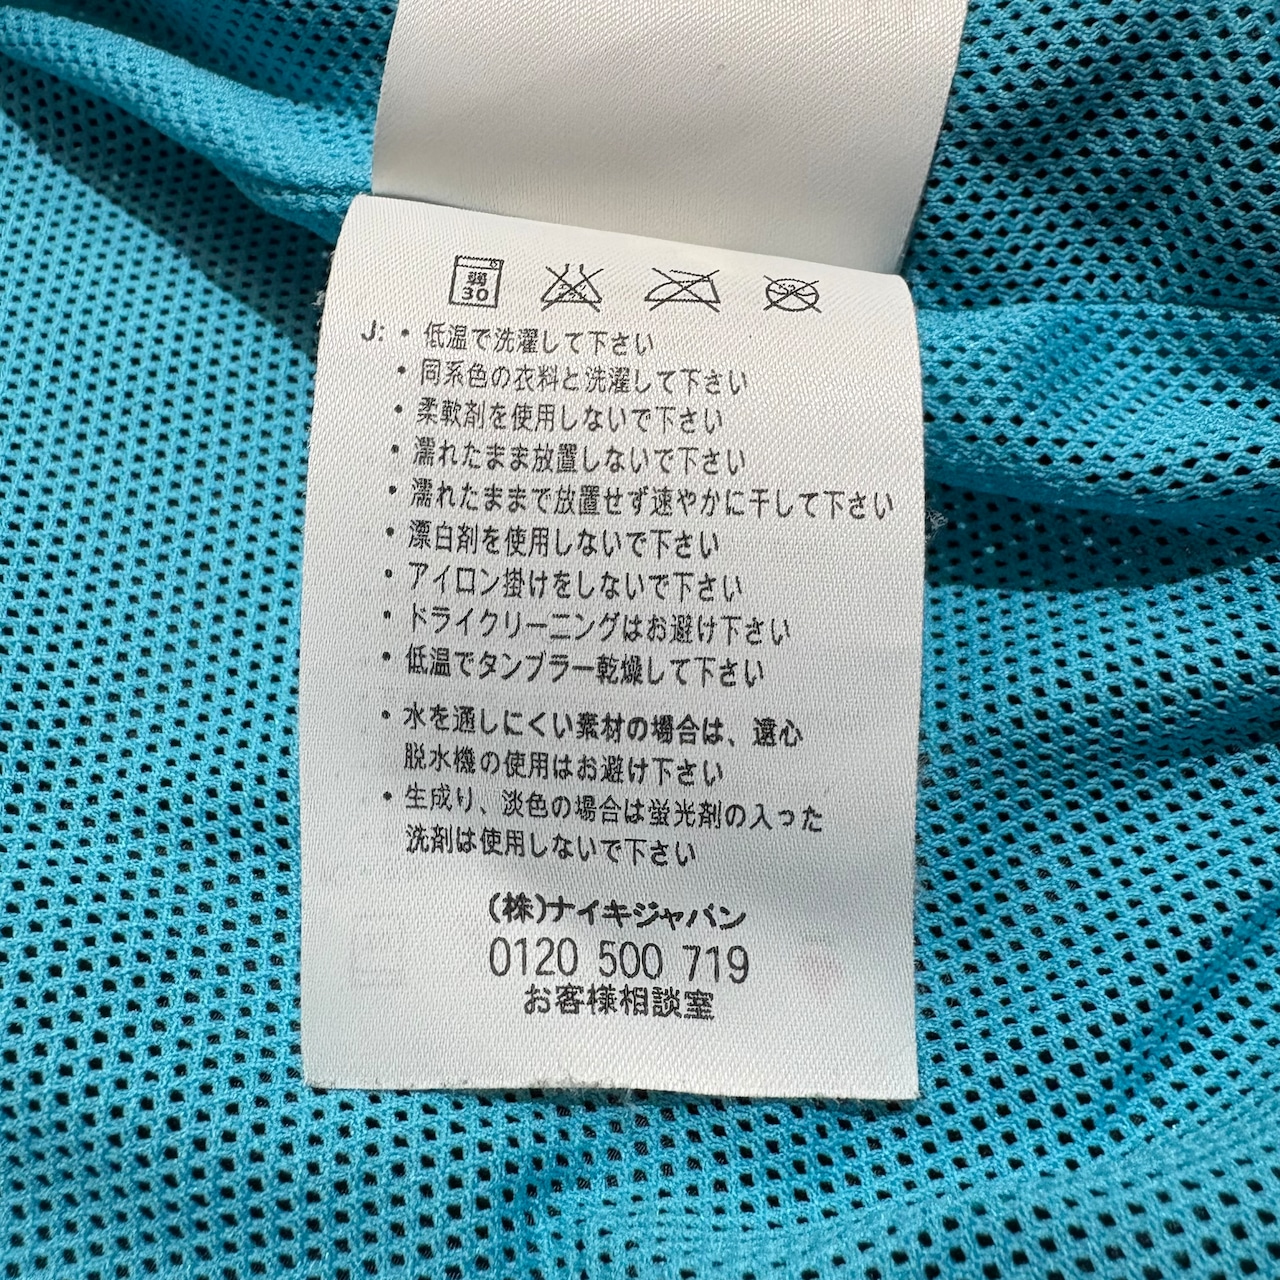 弱
30
J: ・低温で洗濯して下さい
・同系色の衣料と洗濯して下さい
・柔軟剤を使用しないで下さい
・濡れたまま放置しないで下さい
・濡れたままで放置せず速やかに干して下さい
・漂白剤を使用しないで下さい
・アイロン掛けをしないで下さい
・ドライクリーニングはお避け下さい
・低温でタンブラー乾燥して下さい
・水を通しにくい素材の場合は、遠心
脱水機の使用はお避け下さい
・生成り、淡色の場合は蛍光剤の入った
洗剤は使用しないで下さい
(株)ナイキジャパン
0120 500 719
お客様相談室